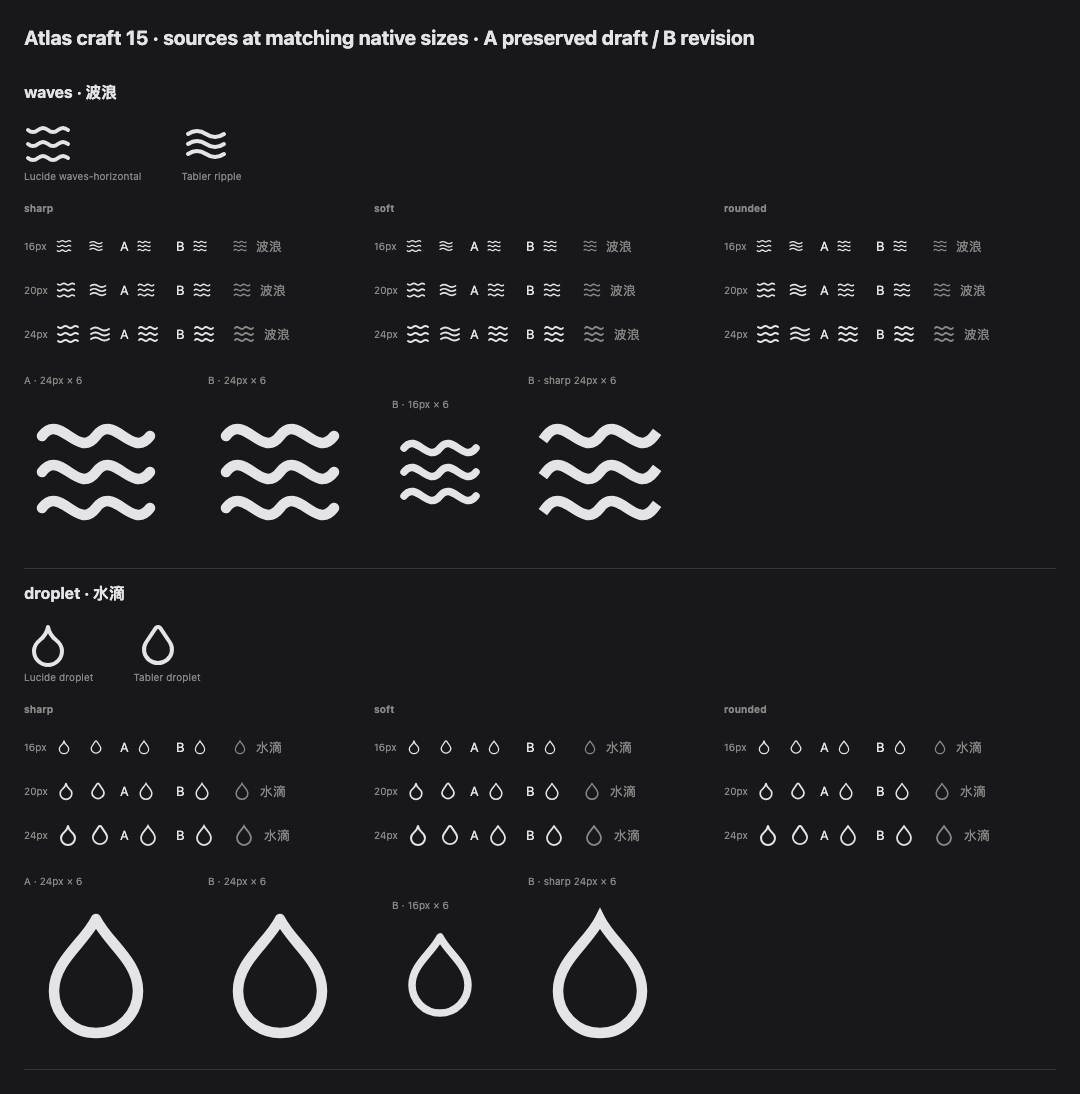 Atlas craft 15 · sources at matching native sizes · A preserved draft / B revision
waves · 波浪
Lucide waves-horizontal
Tabler ripple
sharp
soft
rounded
16px A B 波浪
16px A B 波浪
16px A B 波浪
20px A B 波浪
20px A B 波浪
20px A B 波浪
24px A B 波浪
24px A B 波浪
24px A B 波浪
A · 24px × 6
B · 24px × 6
B · 16px × 6
B · sharp 24px × 6
droplet · 水滴
Lucide droplet
Tabler droplet
sharp
soft
rounded
16px A B 水滴
16px A B 水滴
16px A B 水滴
20px A B 水滴
20px A B 水滴
20px A B 水滴
24px A B 水滴
24px A B 水滴
24px A B 水滴
A · 24px × 6
B · 24px × 6
B · 16px × 6
B · sharp 24px × 6